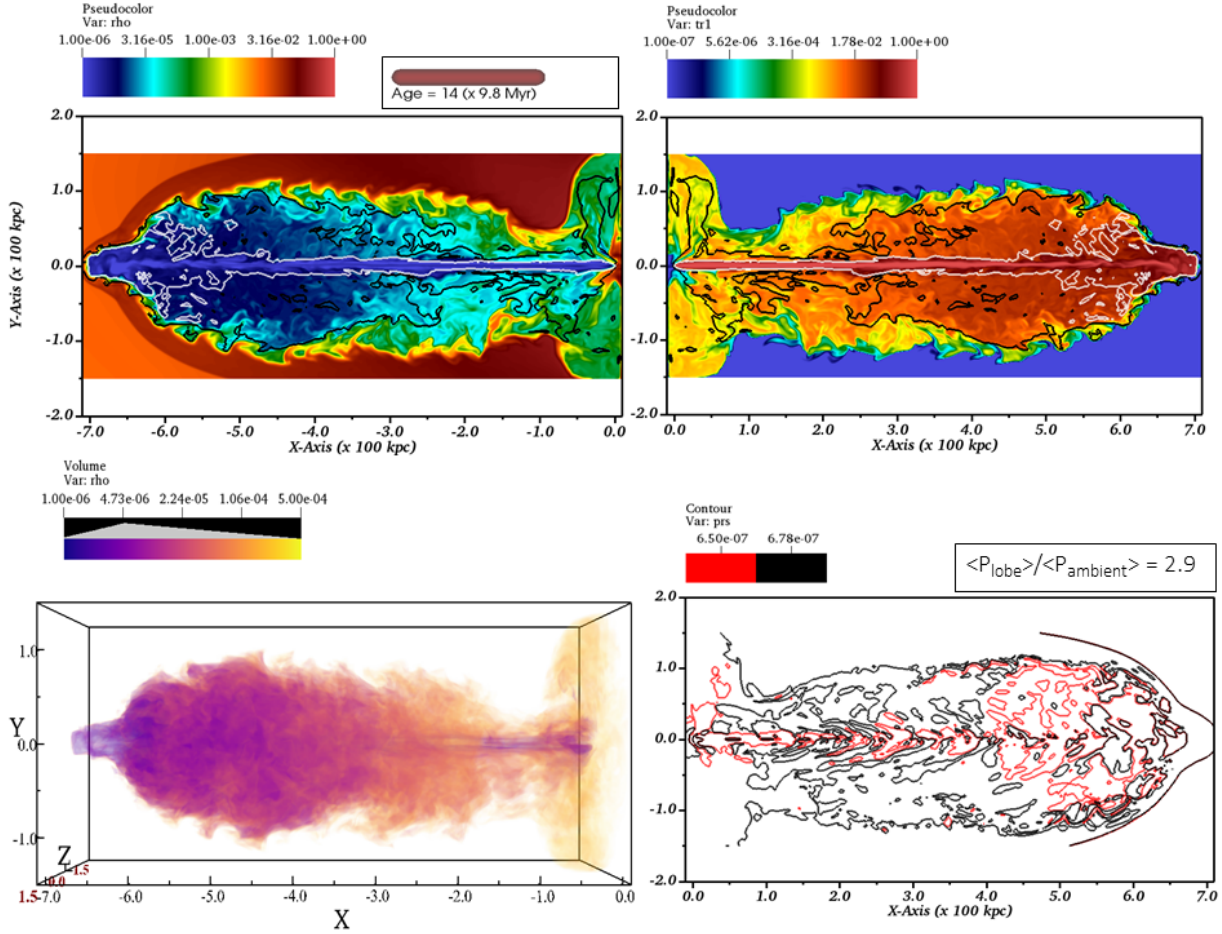 Pseudocolor
Var: rho
1.00e-06 3.16e-05 1.00e-03 3.16e-02 1.00e+00
Age = 14 (x 9.8 Myr)
2.0
1.0
0.0
-1.0
-2.0
Y-Axis (x 100 kpc)
-7.0 -6.0 -5.0 -4.0 -3.0 -2.0 -1.0 0.0
X-Axis (x 100 kpc)
Pseudocolor
Var: tr1
1.00e-07 5.62e-06 3.16e-04 1.78e-02 1.00e+00
2.0
1.0
0.0
-1.0
-2.0
0.0 1.0 2.0 3.0 4.0 5.0 6.0 7.0
X-Axis (x 100 kpc)
Volume
Var: rho
1.00e-06 4.73e-06 2.24e-05 1.06e-04 5.00e-04
1.0
Y
0.0
-1.0
Z
-1.5
0.0
1.5
-7.0 -6.0 -5.0 -4.0 -3.0 -2.0 -1.0 0.0
X
Contour
Var: prs
6.50e-07 6.78e-07
<P_lobe>/<P_ambient> = 2.9
2.0
1.0
0.0
-1.0
-2.0
0.0 1.0 2.0 3.0 4.0 5.0 6.0 7.0
X-Axis (x 100 kpc)